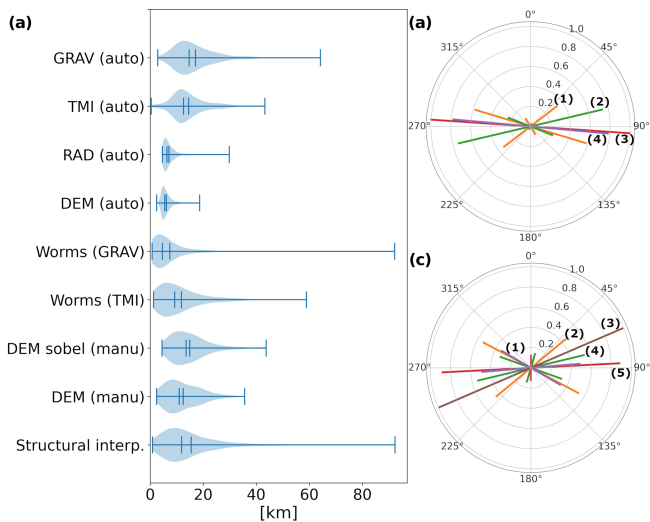 (a)
GRAV (auto)
TMI (auto)
RAD (auto)
DEM (auto)
Worms (GRAV)
Worms (TMI)
DEM sobel (manu)
DEM (manu)
Structural interp.
0 20 40 60 80
[km]
(a)
0°
45°
90°
135°
180°
225°
270°
315°
0.2
0.4
0.6
0.8
1.0
(1)
(2)
(3)
(4)
(c)
0°
45°
90°
135°
180°
225°
270°
315°
0.2
0.4
0.6
0.8
1.0
(1)
(2)
(3)
(4)
(5)